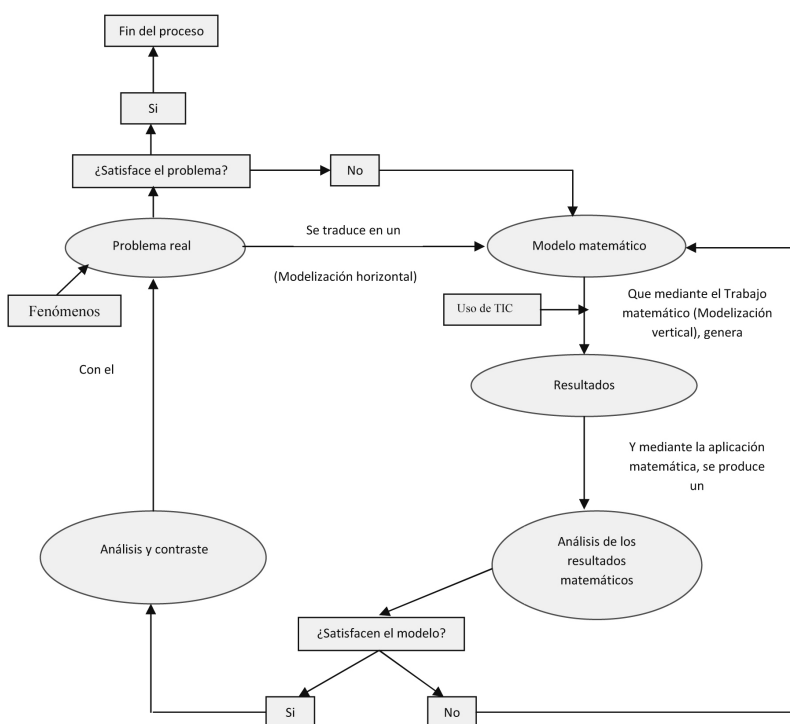 Fin del proceso
Si
¿Satisface el problema?
No
Problema real
Se traduce en un
(Modelización horizontal)
Modelo matemático
Fenómenos
Uso de TIC
Que mediante el Trabajo
matemático (Modelización
vertical), genera
Con el
Resultados
Y mediante la aplicación
matemática, se produce
un
Análisis y contraste
Análisis de los
resultados
matemáticos
¿Satisfacen el modelo?
Si
No